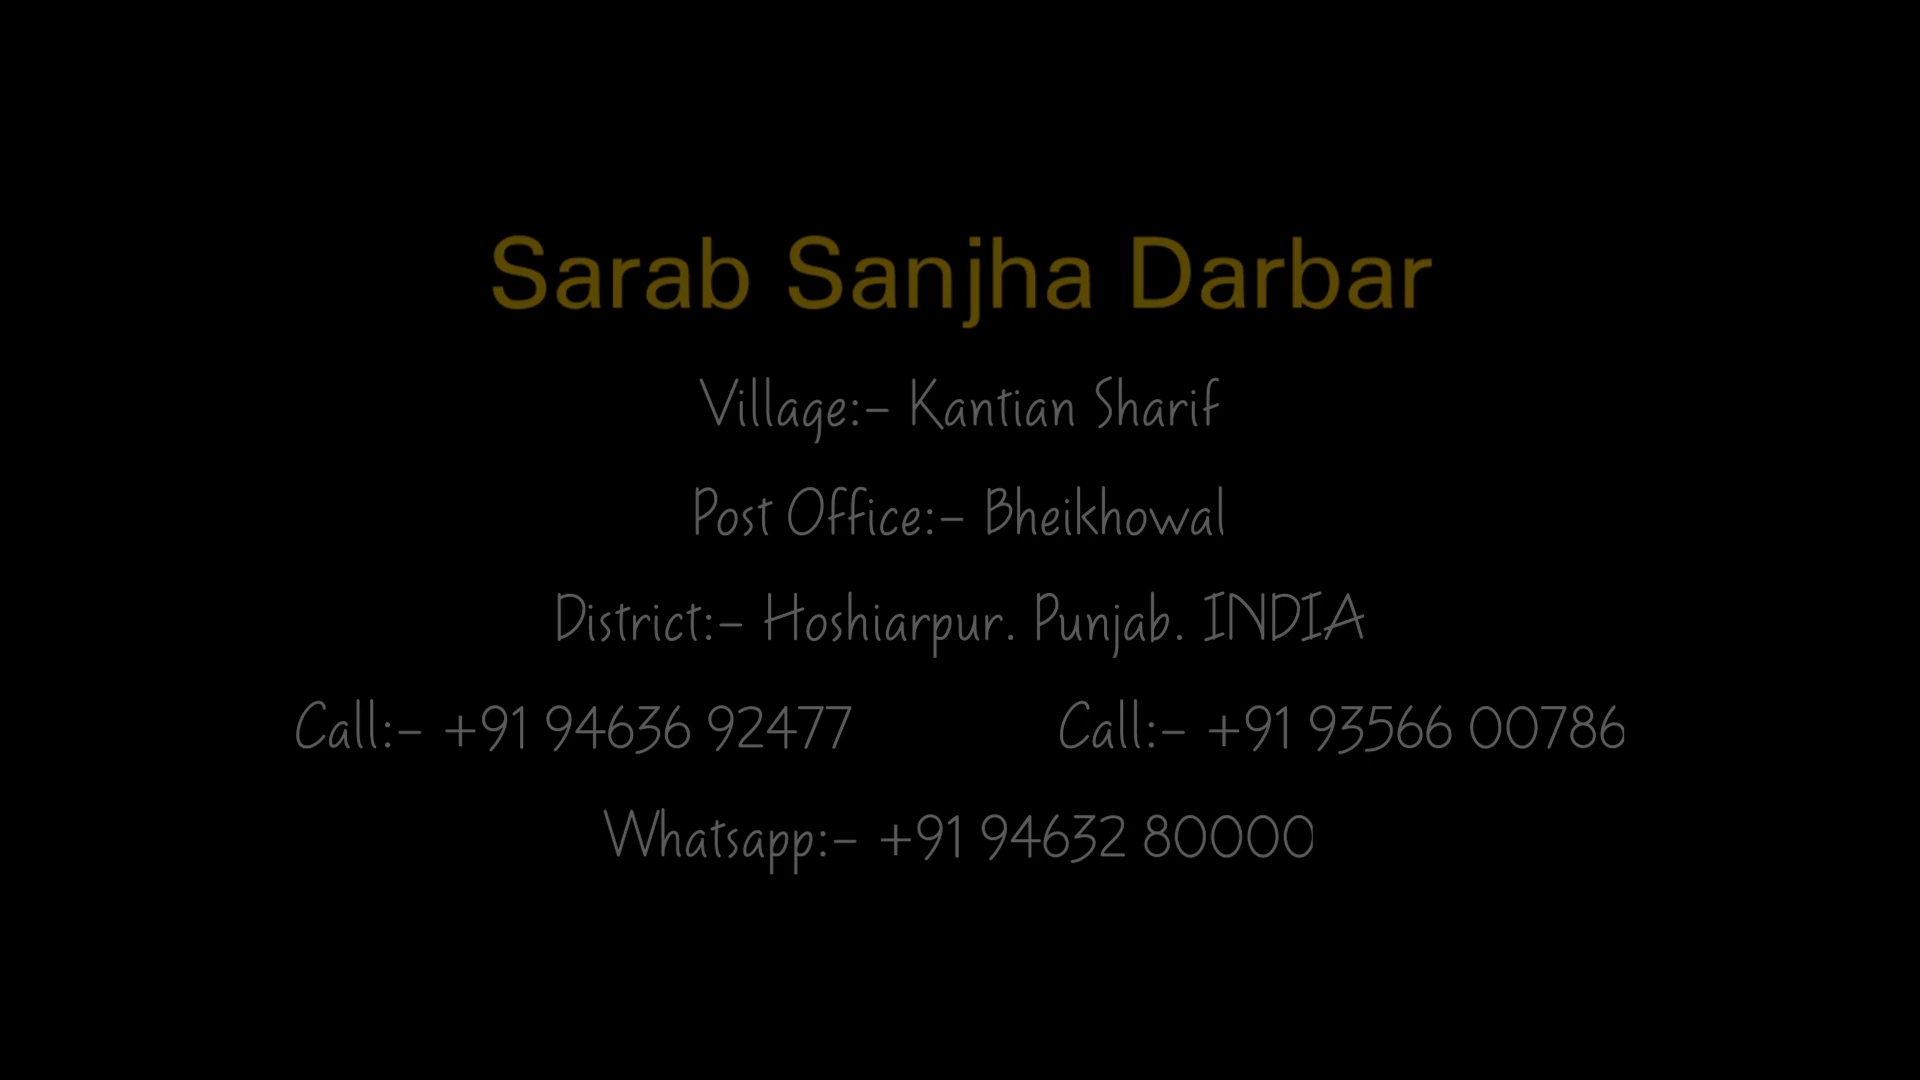 Sarab Sanjha Darbar
Village:- Kantian Sharif
Post Office:- Bheikhowal
District:- Hoshiarpur. Punjab. INDIA
Call:- +91 94636 92477 Call:- +91 93566 00786
Whatsapp:- +91 94632 80000